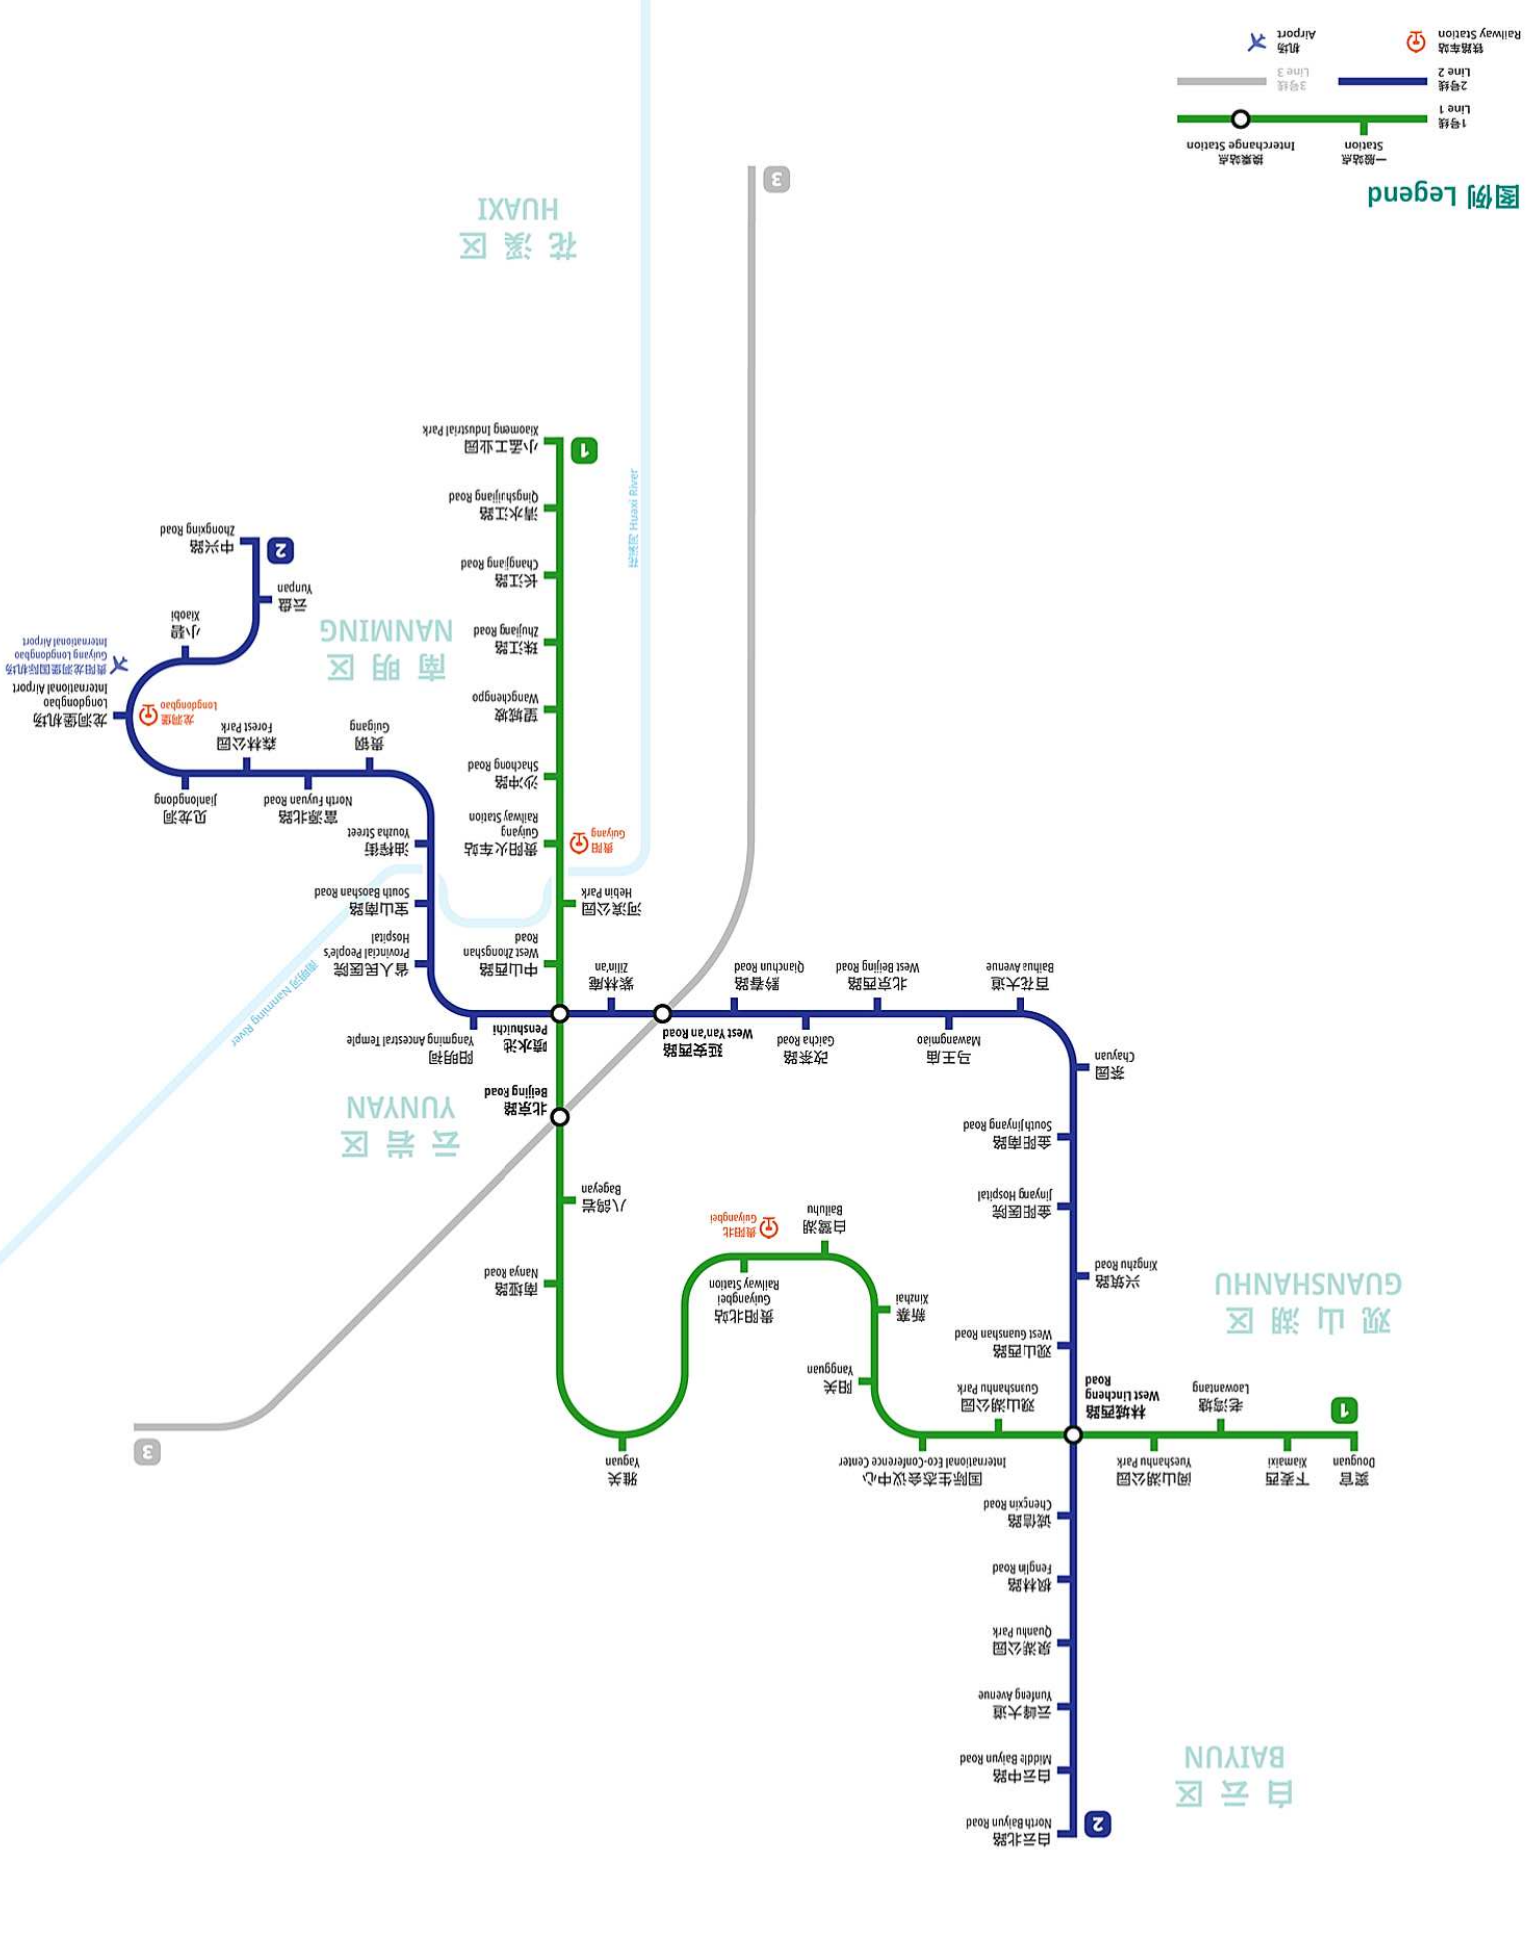 白云北路
North Baiyun Road
2
白云中路
Middle Baiyun Road
白云区
BAIYUN
云峰大道
Yunfeng Avenue
泉湖公园
Quanhu Park
枫林路
Fenglin Road
诚信路
Chengxin Road
窦官
Douguan
下麦西
Xiamaixi
阅山湖公园
Yueshanhu Park
国际生态会议中心
International Eco-Conference Center
雅关
Yaguan
3
1
老湾塘
Laowantang
林城西路
West Lincheng
Road
观山湖公园
Guanshanhu Park
阳关
Yangguan
观山西路
West Guanshan Road
观山湖区
GUANSHANHU
新寨
Xinzhai
贵阳北站
Guiyangbei
Railway Station
南垭路
Nanya Road
兴筑路
Xingzhu Road
白鹭湖
Bailuhu
贵阳北
Guiyangbei
金阳医院
Jinyang Hospital
八鸽岩
Bageyan
金阳南路
South Jinyang Road
云岩区
YUNYAN
北京路
Beijing Road
茶园
Chayuan
马王庙
Mawangmiao
改茶路
Gaicha Road
延安西路
West Yan'an Road
喷水池
Penshuichi
阳明祠
Yangming Ancestral Temple
南明河 Nanming River
百花大道
Baihua Avenue
北京西路
West Beijing Road
黔春路
Qianchun Road
紫林庵
Zilin'an
中山西路
West Zhongshan
Road
省人民医院
Provincial People's
Hospital
河滨公园
Hebin Park
宝山南路
South Baoshan Road
贵阳
Guiyang
贵阳火车站
Guiyang
Railway Station
油榨街
Youzha Street
富源北路
North Fuyuan Road
见龙洞
Jianlongdong
沙冲路
Shachong Road
贵钢
Guigang
森林公园
Forest Park
望城坡
Wangchengpo
龙洞堡
Longdongbao
龙洞堡机场
Longdongbao
International Airport
贵阳龙洞堡国际机场
Guiyang Longdongbao
International Airport
南明区
NANMING
珠江路
Zhujiang Road
小碧
Xiaobi
云盘
Yunpan
长江路
Changjiang Road
花溪河 Huaxi River
2
中兴路
Zhongxing Road
清水江路
Qingshuijiang Road
1
小孟工业园
Xiaomeng Industrial Park
花溪区
HUAXI
3
图例 Legend
一般站点
Station
换乘站点
Interchange Station
1号线
Line 1
2号线
Line 2
3号线
Line 3
铁路车站
Railway Station
机场
Airport